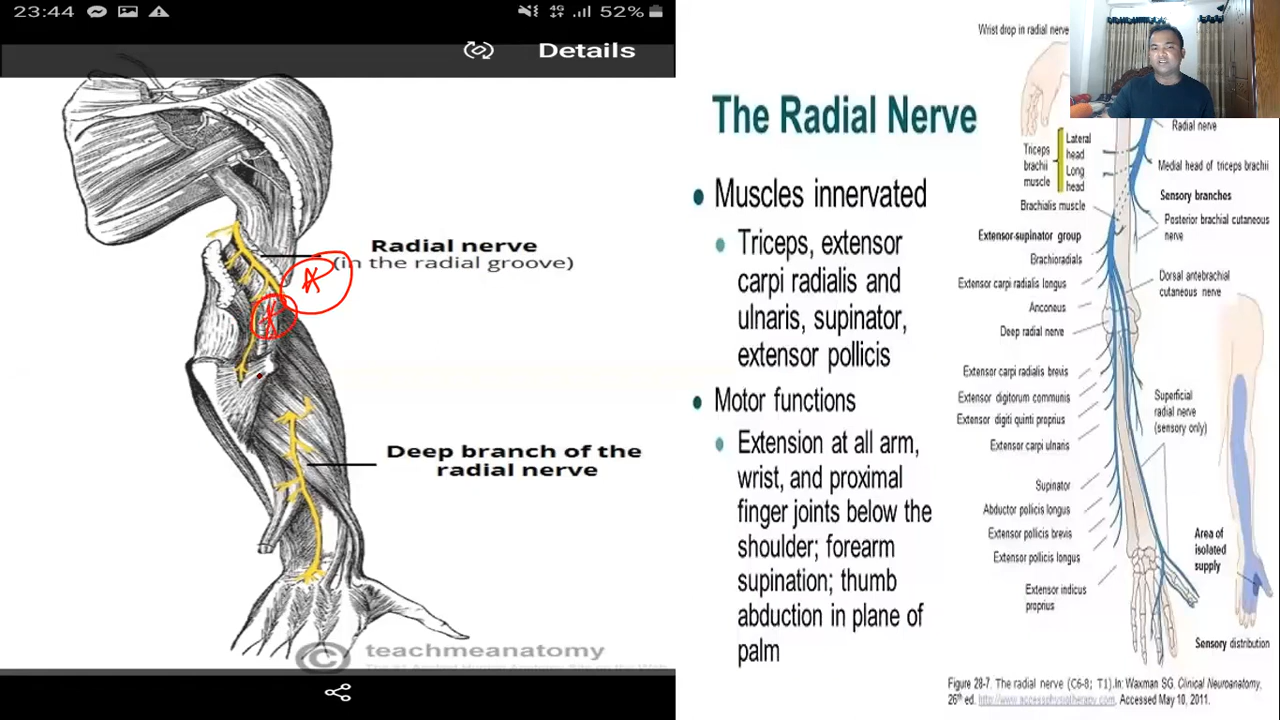 23:44
4G
52%
Details
Radial nerve
(in the radial groove)
A
Deep branch of the
radial nerve
© teachmeanatomy
Wrist drop in radial nerve
The Radial Nerve
• Muscles innervated
• Triceps, extensor
carpi radialis and
ulnaris, supinator,
extensor pollicis
• Motor functions
• Extension at all arm,
wrist, and proximal
finger joints below the
shoulder; forearm
supination; thumb
abduction in plane of
palm
Triceps
brachii
muscle
Lateral
head
Long
head
Brachialis muscle
Extensor-supinator group
Brachioradials
Extensor carpi radialis longus
Anconeus
Deep radial nerve
Extensor carpi radialis brevis
Extensor digitorum communis
Extensor digiti quinti proprius
Extensor carpi ulnaris
Supinator
Abductor pollicis longus
Extensor pollicis brevis
Extensor pollicis longus
Extensor indicus
proprius
Radial nerve
Medial head of triceps brachii
Sensory branches
Posterior brachial cutaneous
nerve
Dorsal antebrachial
cutaneous nerve
Superficial
radial nerve
(sensory only)
Area of
isolated
supply
Sensory distribution
Figure 28-7. The radial nerve (C6-8; T1).In: Waxman SG. Clinical Neuroanatomy,
26th ed. http://www.accessphysiotherapy.com. Accessed May 10, 2011.